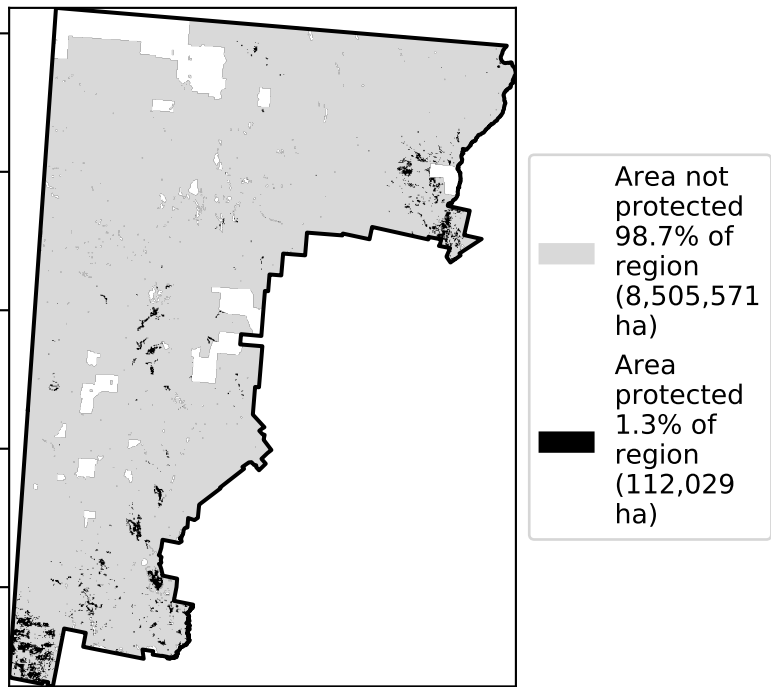 Area not
protected
98.7% of
region
(8,505,571
ha)
Area
protected
1.3% of
region
(112,029
ha)